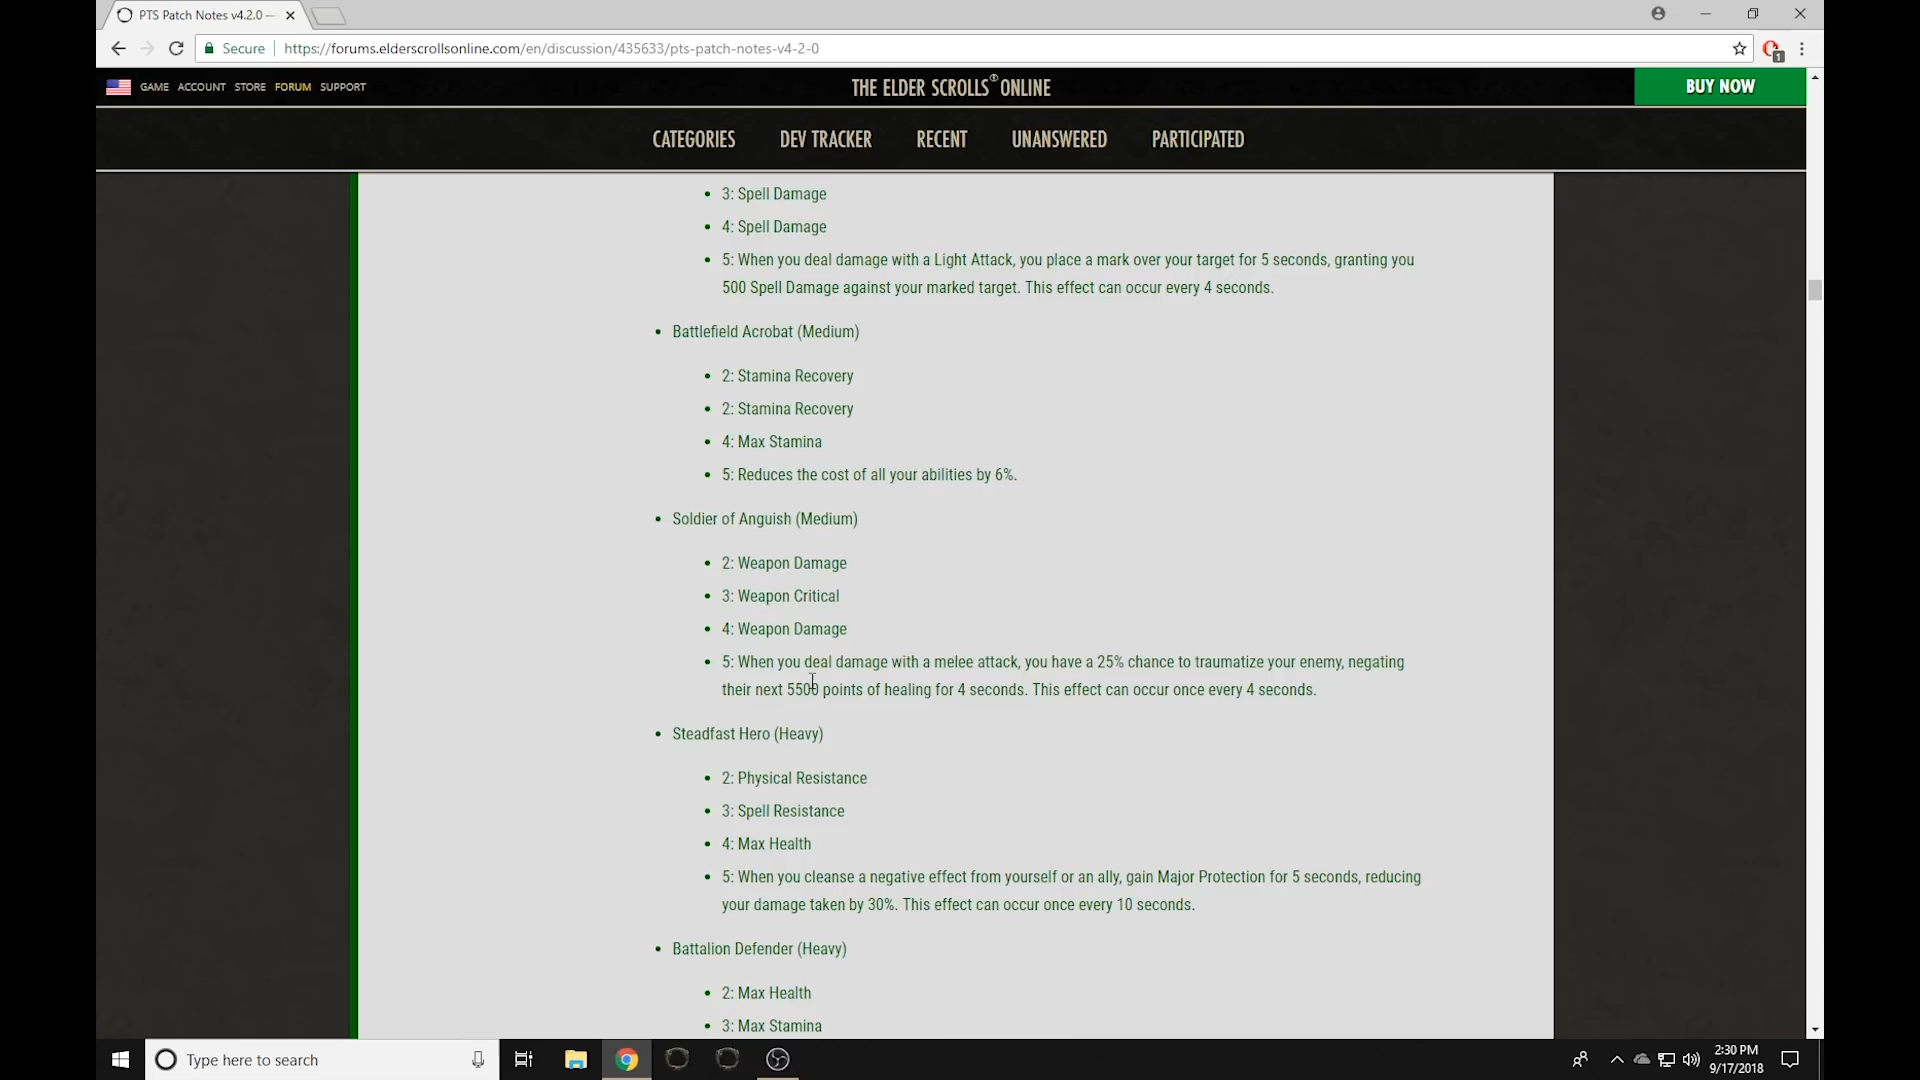 PTS Patch Notes v4.2.0 —
Secure
https://forums.elderscrollsonline.com/en/discussion/435633/pts-patch-notes-v4-2-0
1
GAME ACCOUNT STORE FORUM SUPPORT
THE ELDER SCROLLS® ONLINE
BUY NOW
CATEGORIES DEV TRACKER RECENT UNANSWERED PARTICIPATED
• 3: Spell Damage
• 4: Spell Damage
• 5: When you deal damage with a Light Attack, you place a mark over your target for 5 seconds, granting you
500 Spell Damage against your marked target. This effect can occur every 4 seconds.
• Battlefield Acrobat (Medium)
• 2: Stamina Recovery
• 2: Stamina Recovery
• 4: Max Stamina
• 5: Reduces the cost of all your abilities by 6%.
• Soldier of Anguish (Medium)
• 2: Weapon Damage
• 3: Weapon Critical
• 4: Weapon Damage
• 5: When you deal damage with a melee attack, you have a 25% chance to traumatize your enemy, negating
their next 5500 points of healing for 4 seconds. This effect can occur once every 4 seconds.
• Steadfast Hero (Heavy)
• 2: Physical Resistance
• 3: Spell Resistance
• 4: Max Health
• 5: When you cleanse a negative effect from yourself or an ally, gain Major Protection for 5 seconds, reducing
your damage taken by 30%. This effect can occur once every 10 seconds.
• Battalion Defender (Heavy)
• 2: Max Health
• 3: Max Stamina
Type here to search
2:30 PM
9/17/2018